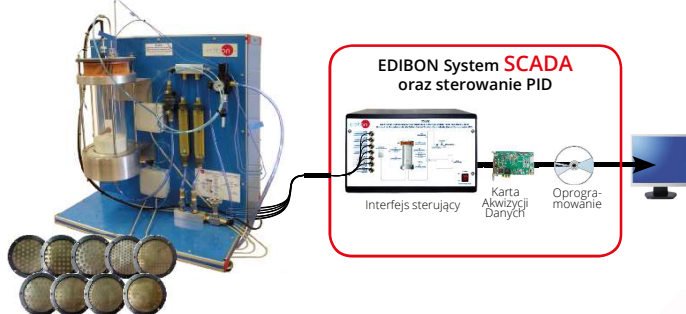 EDIBON System SCADA
oraz sterowanie PID
Interfejs sterujący
Karta
Akwizycji
Danych
Oprogra-
mowanie